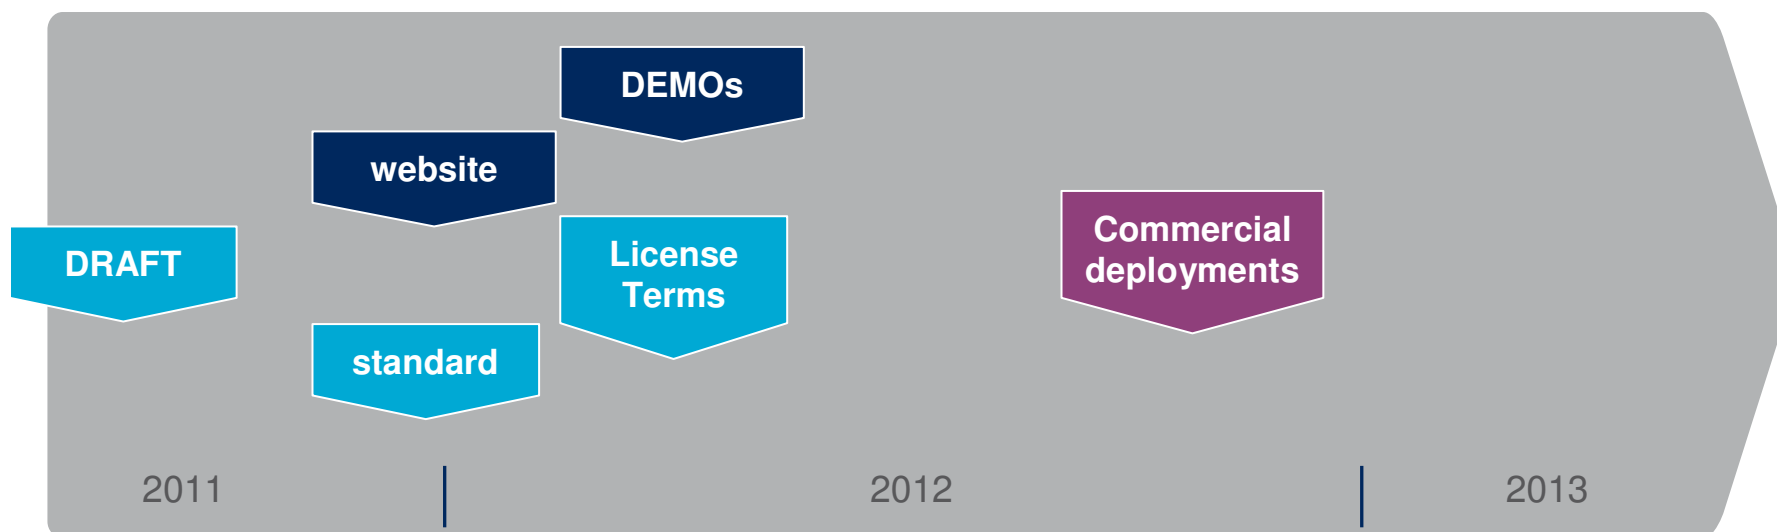 DEMOs
website
DRAFT
License
Terms
Commercial
deployments
standard
2011
2012
2013